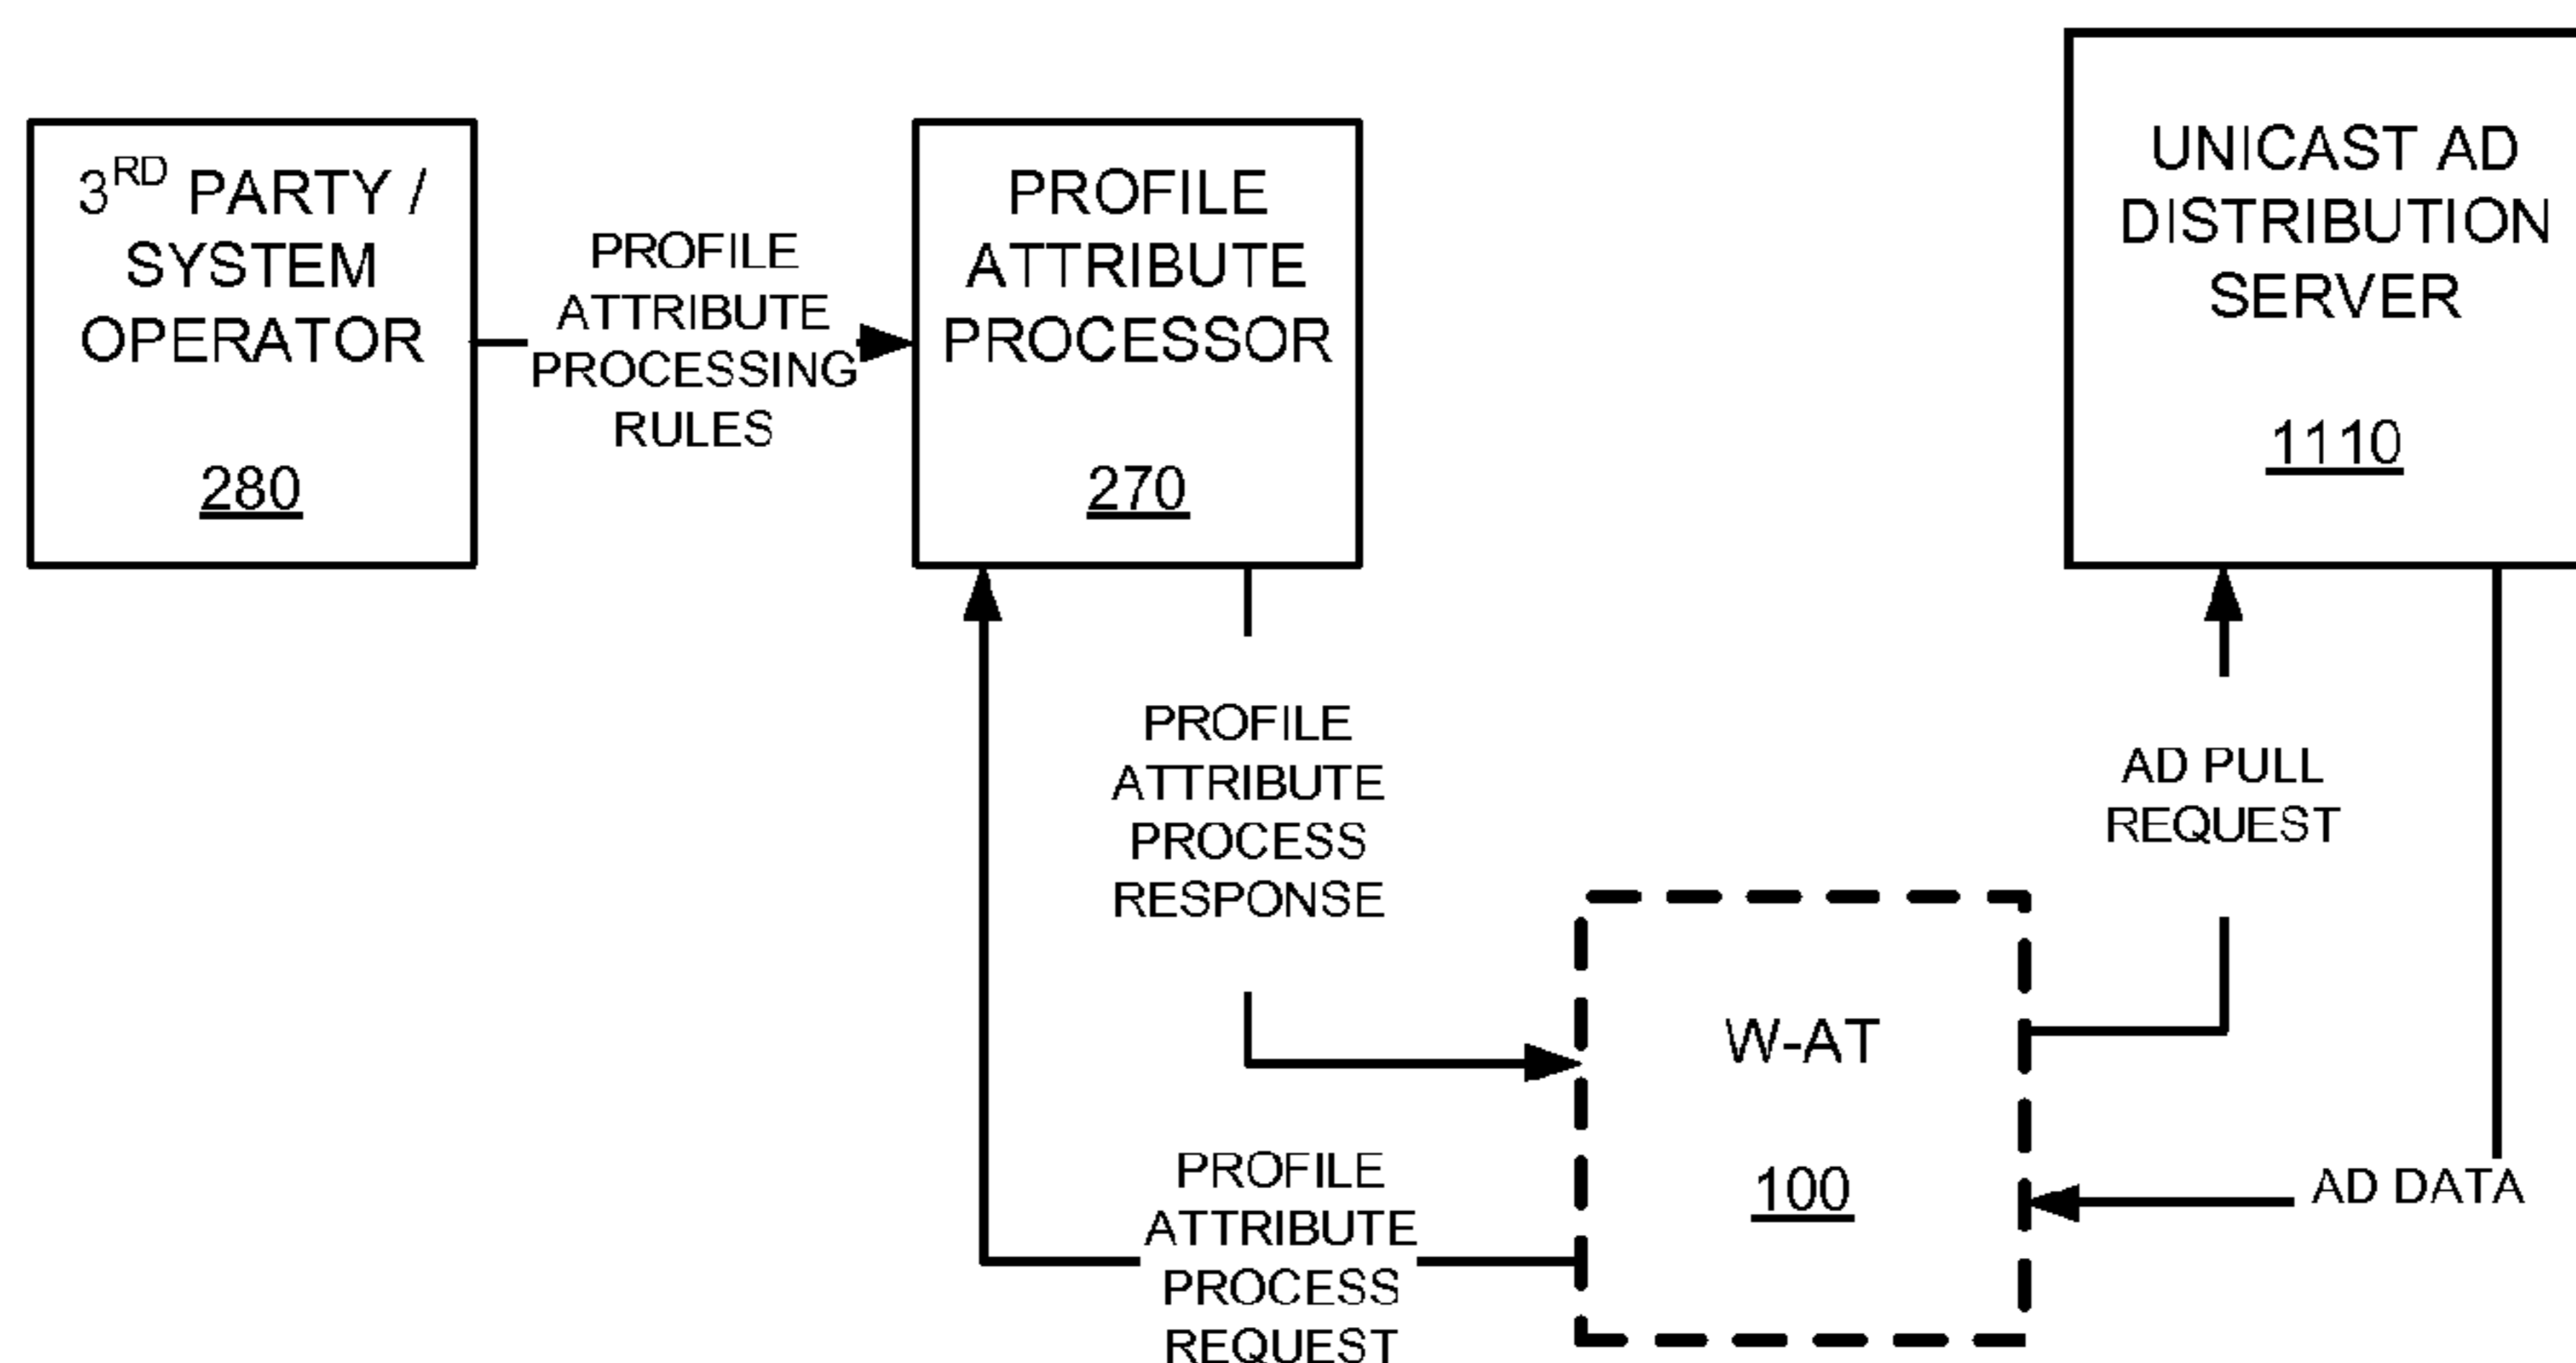 3RD PARTY /
SYSTEM
OPERATOR
280
PROFILE
ATTRIBUTE
PROCESSING
RULES
PROFILE
ATTRIBUTE
PROCESSOR
270
UNICAST AD
DISTRIBUTION
SERVER
1110
PROFILE
ATTRIBUTE
PROCESS
RESPONSE
AD PULL
REQUEST
W-AT
100
PROFILE
ATTRIBUTE
PROCESS
REQUEST
AD DATA